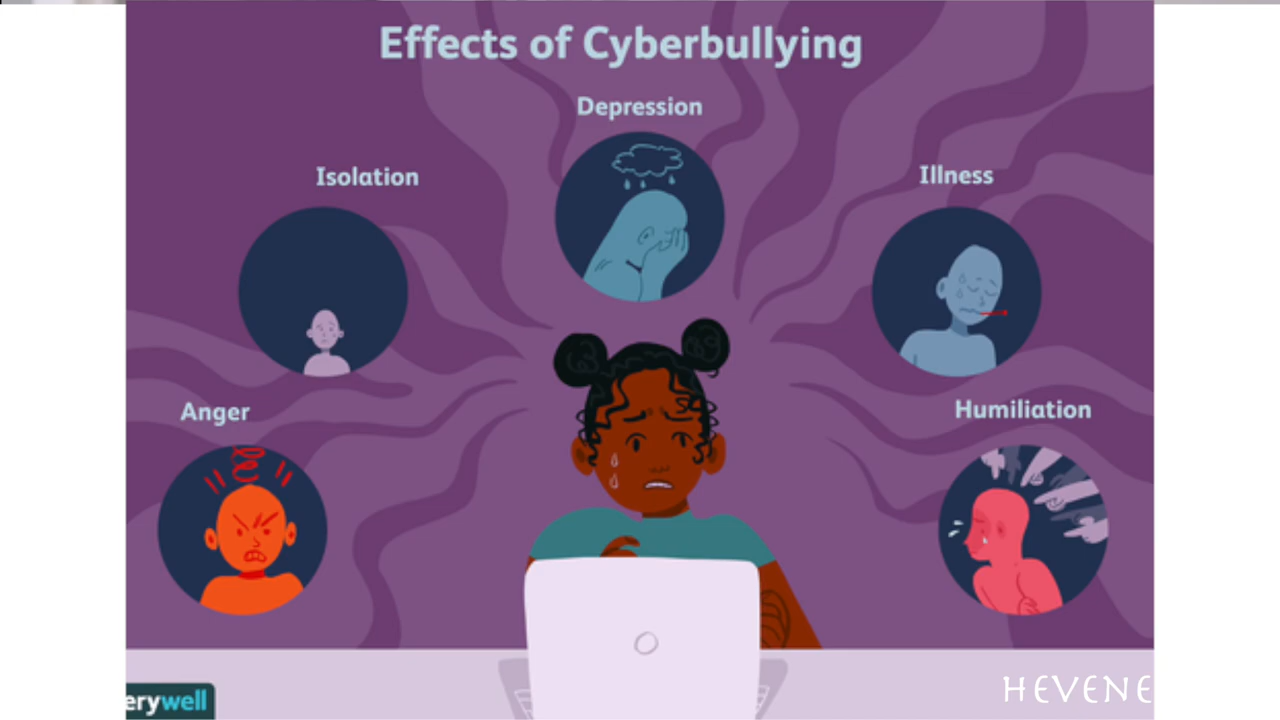 Effects of Cyberbullying
Depression
Isolation
Illness
Anger
Humiliation
erywell
HEVENE